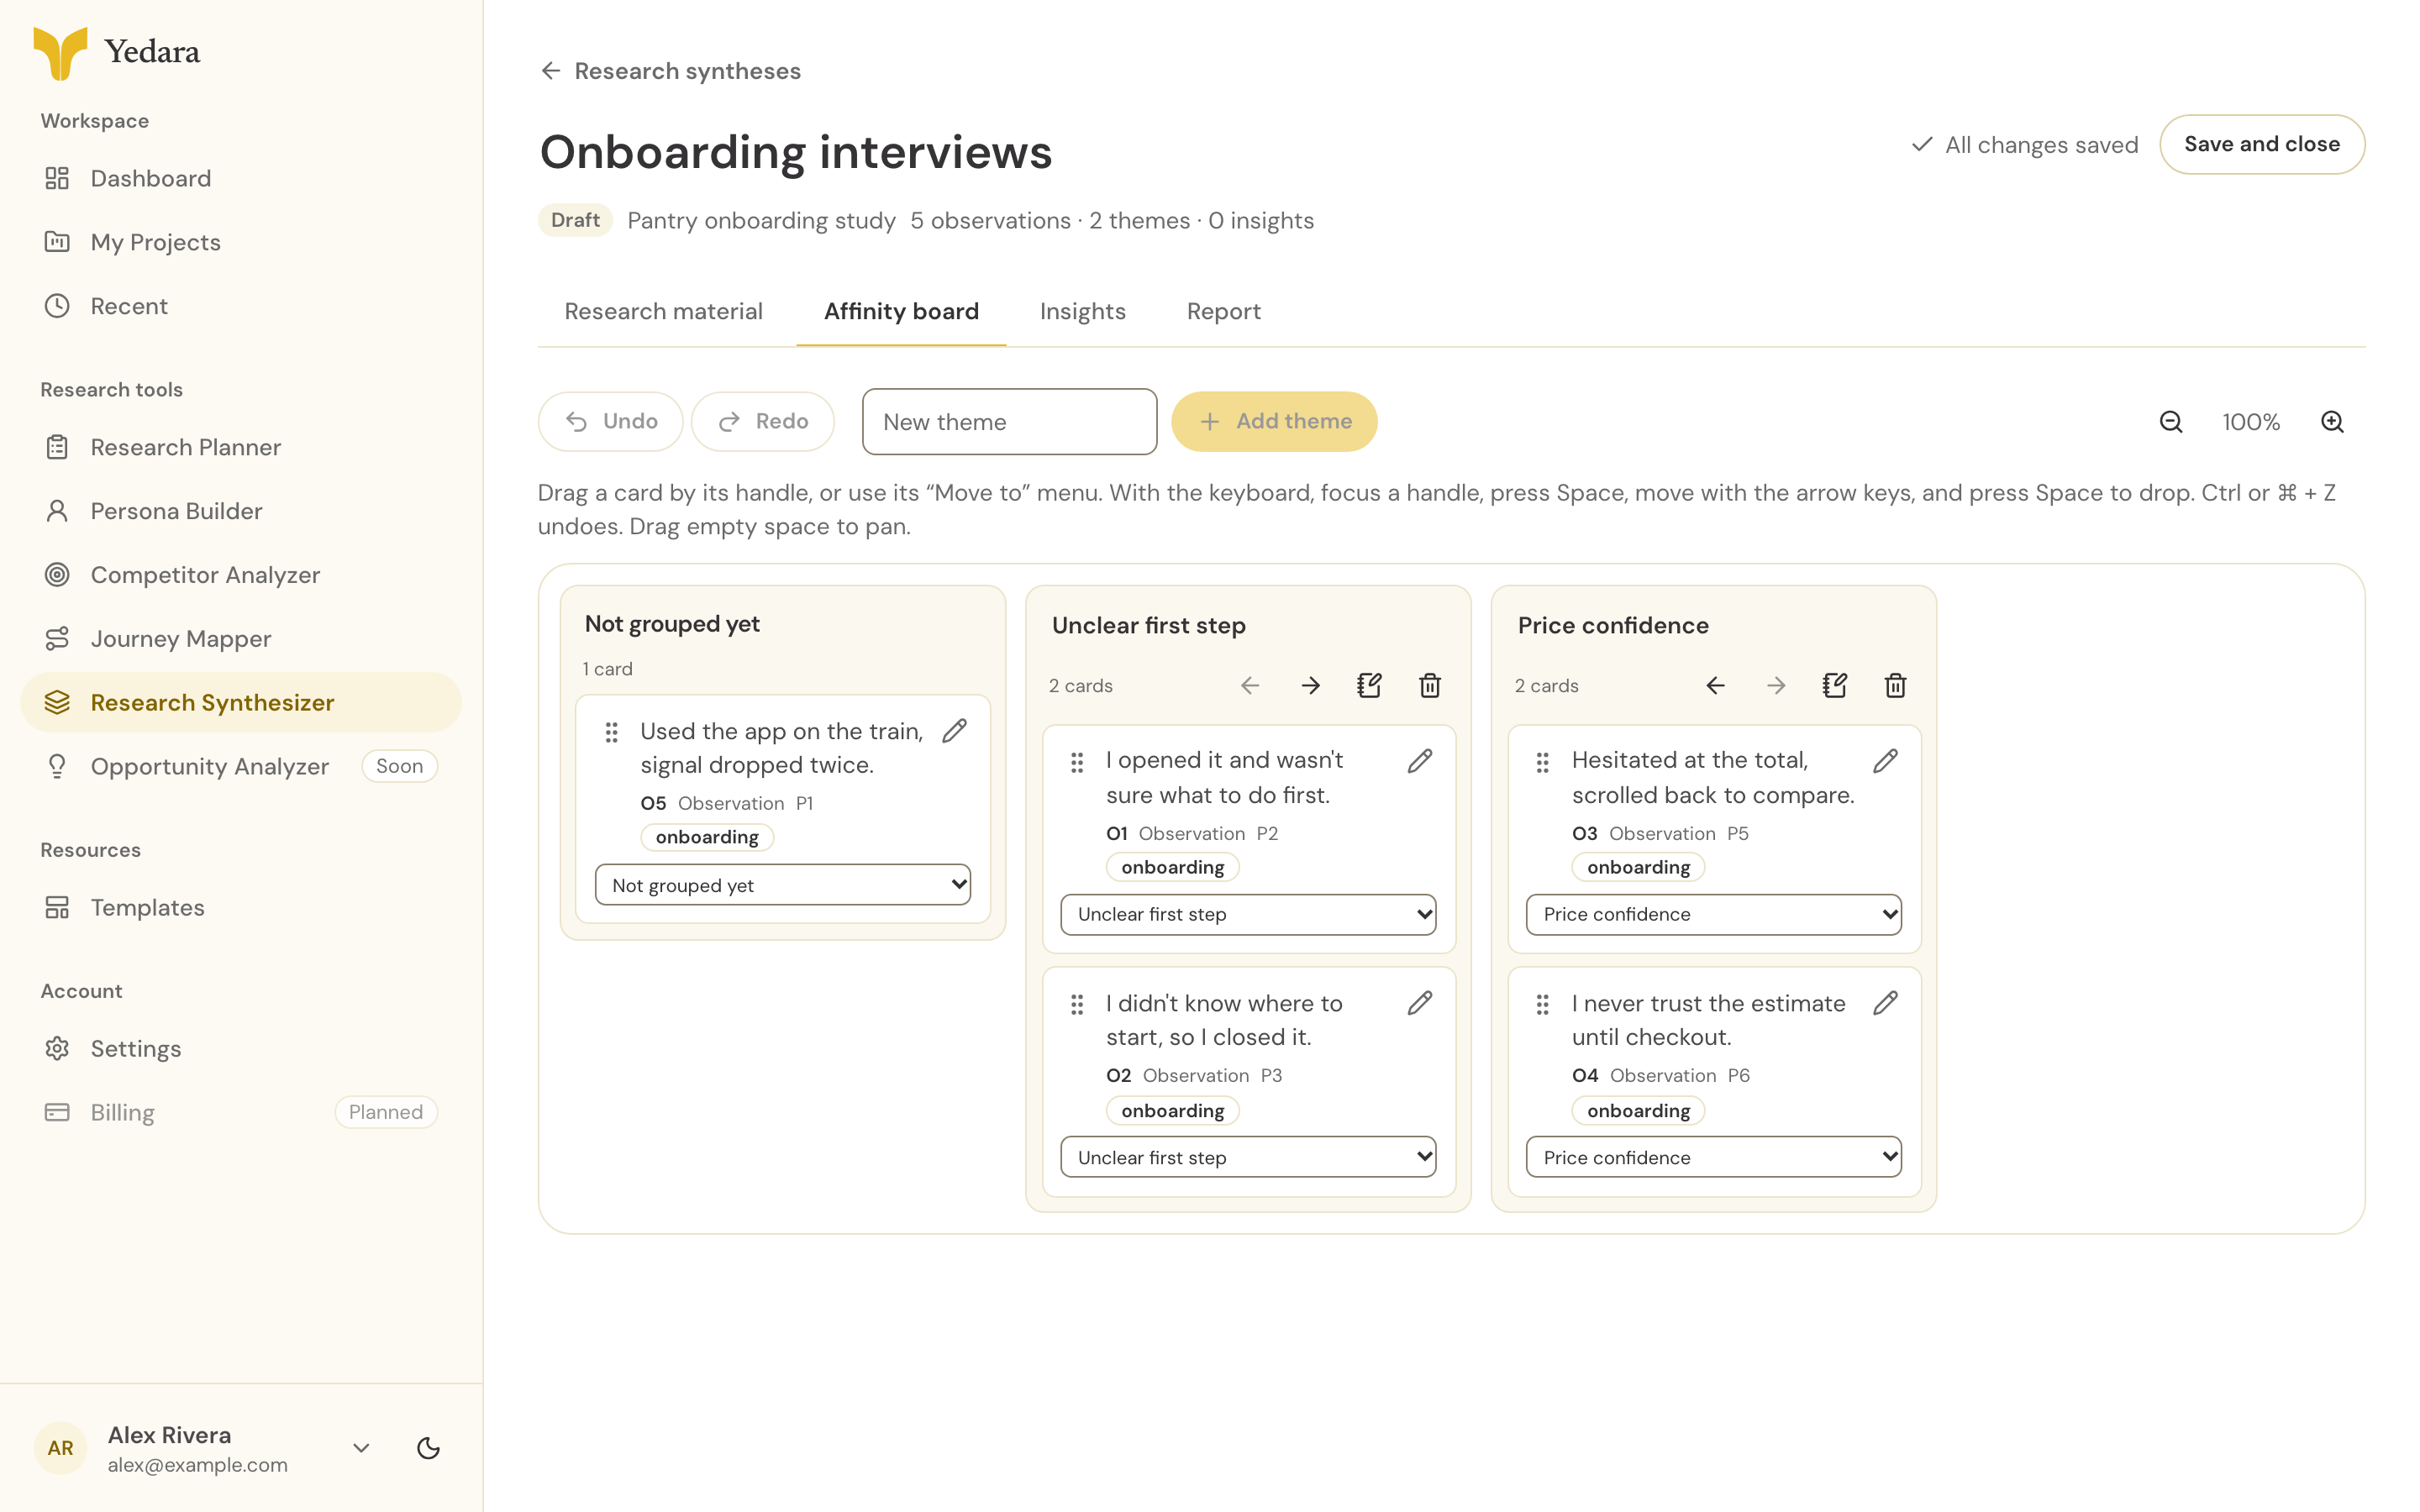 Yedara
Workspace
Dashboard
My Projects
Recent
Research tools
Research Planner
Persona Builder
Competitor Analyzer
Journey Mapper
Research Synthesizer
Opportunity Analyzer Soon
Resources
Templates
Account
Settings
Billing Planned
AR
Alex Rivera
alex@example.com
Research syntheses
Onboarding interviews
All changes saved
Save and close
Draft Pantry onboarding study 5 observations · 2 themes · 0 insights
Research material Affinity board Insights Report
Undo Redo New theme Add theme 100%
Drag a card by its handle, or use its “Move to” menu. With the keyboard, focus a handle, press Space, move with the arrow keys, and press Space to drop. Ctrl or ⌘ + Z
undoes. Drag empty space to pan.
Not grouped yet
1 card
Used the app on the train,
signal dropped twice.
O5 Observation P1
onboarding
Not grouped yet
Unclear first step
2 cards
I opened it and wasn't
sure what to do first.
O1 Observation P2
onboarding
Unclear first step
I didn't know where to
start, so I closed it.
O2 Observation P3
onboarding
Unclear first step
Price confidence
2 cards
Hesitated at the total,
scrolled back to compare.
O3 Observation P5
onboarding
Price confidence
I never trust the estimate
until checkout.
O4 Observation P6
onboarding
Price confidence